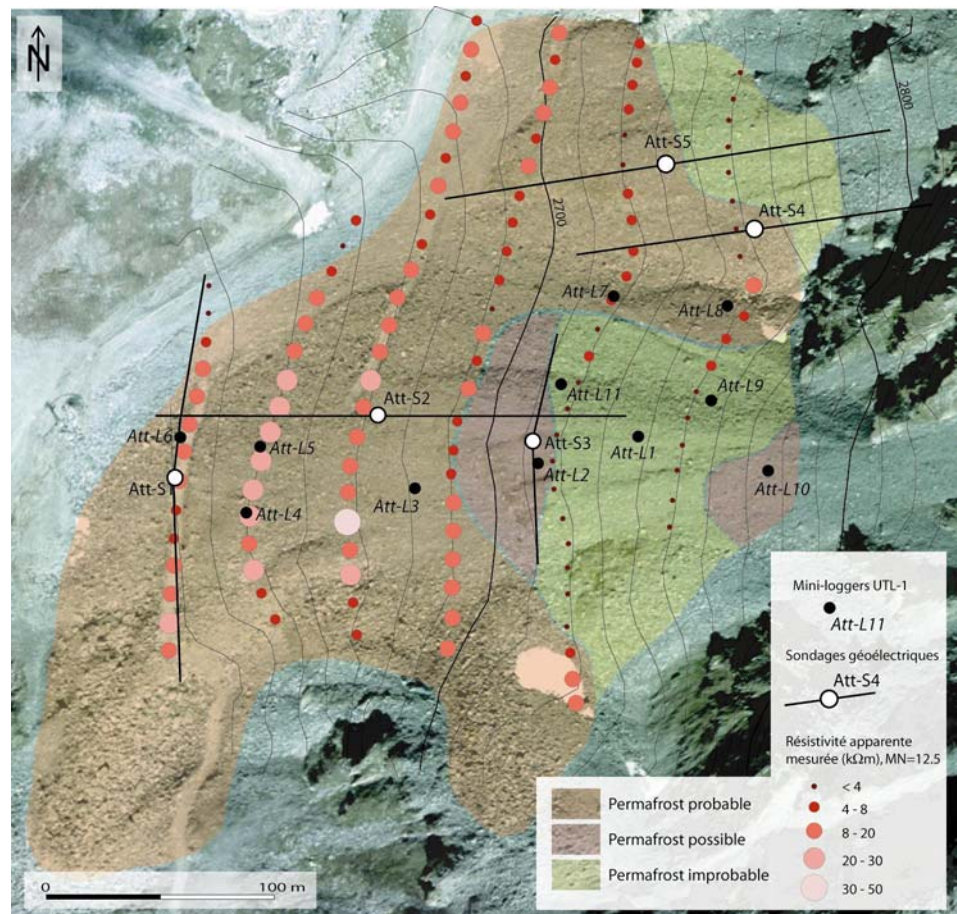 N
2800
Att-S5
2700
Att-S4
Att-L7
Att-L8
Att-L11
Att-L9
Att-S2
Att-L6
Att-L5
Att-S3
Att-L1
Att-L2
Att-S1
Att-L3
Att-L10
Att-L4
Mini-loggers UTL-1
Att-L11
Sondages géoélectriques
Att-S4
Résistivité apparente
mesurée (kΩm), MN=12.5
< 4
4 - 8
8 - 20
20 - 30
30 - 50
Permafrost probable
Permafrost possible
Permafrost improbable
0 100 m